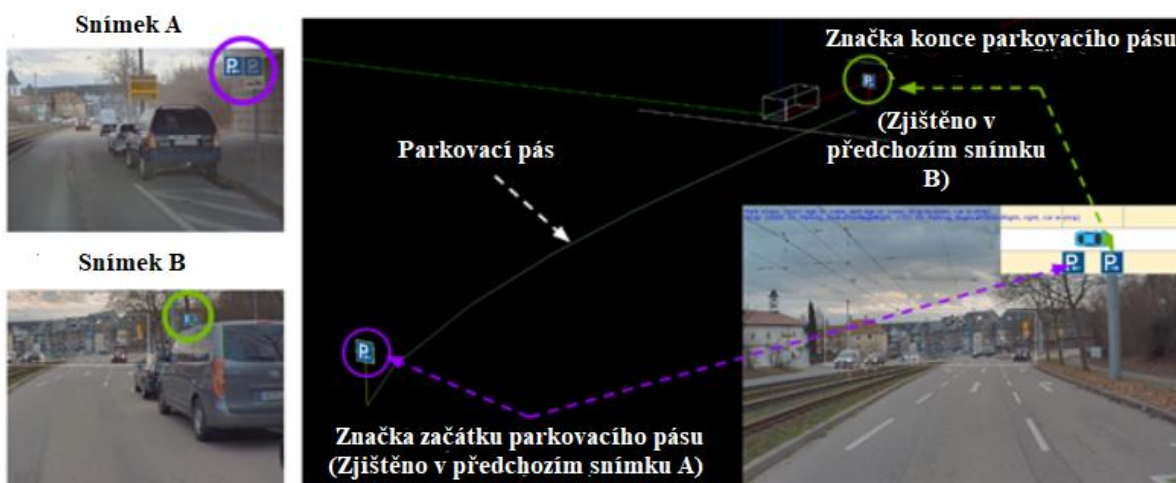 Snímek A
Snímek B
Značka konce parkovacího pásu
(Zjištěno v
předchozím snímku
B)
Parkovací pás
Značka začátku parkovacího pásu
(Zjištěno v předchozím snímku A)
P
P
P
P
P
P